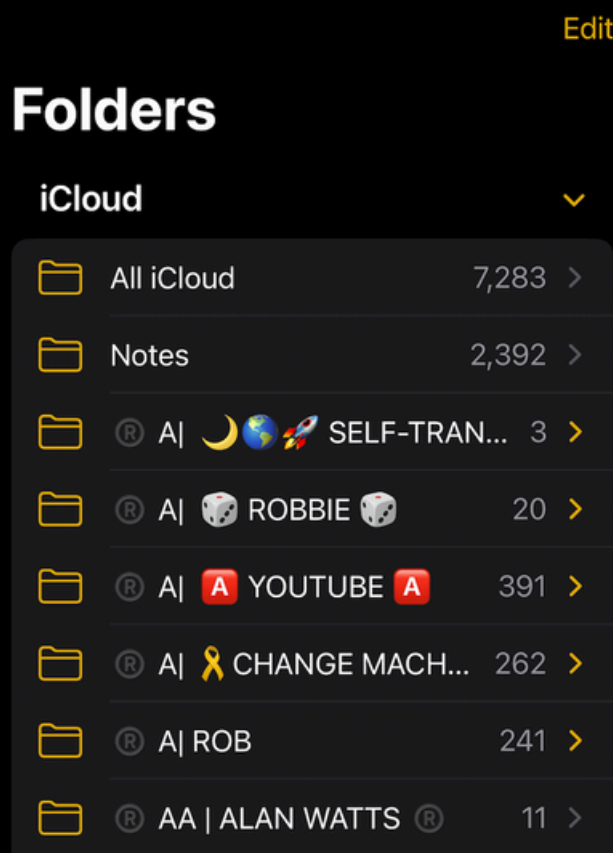 Edit
Folders
iCloud
All iCloud 7,283
Notes 2,392
® A| 🌙🌎🚀 SELF-TRAN... 3
® A| 🎲 ROBBIE 🎲 20
® A| 🅰️ YOUTUBE 🅰️ 391
® A| 🎗️ CHANGE MACH... 262
® A| ROB 241
® AA | ALAN WATTS ® 11